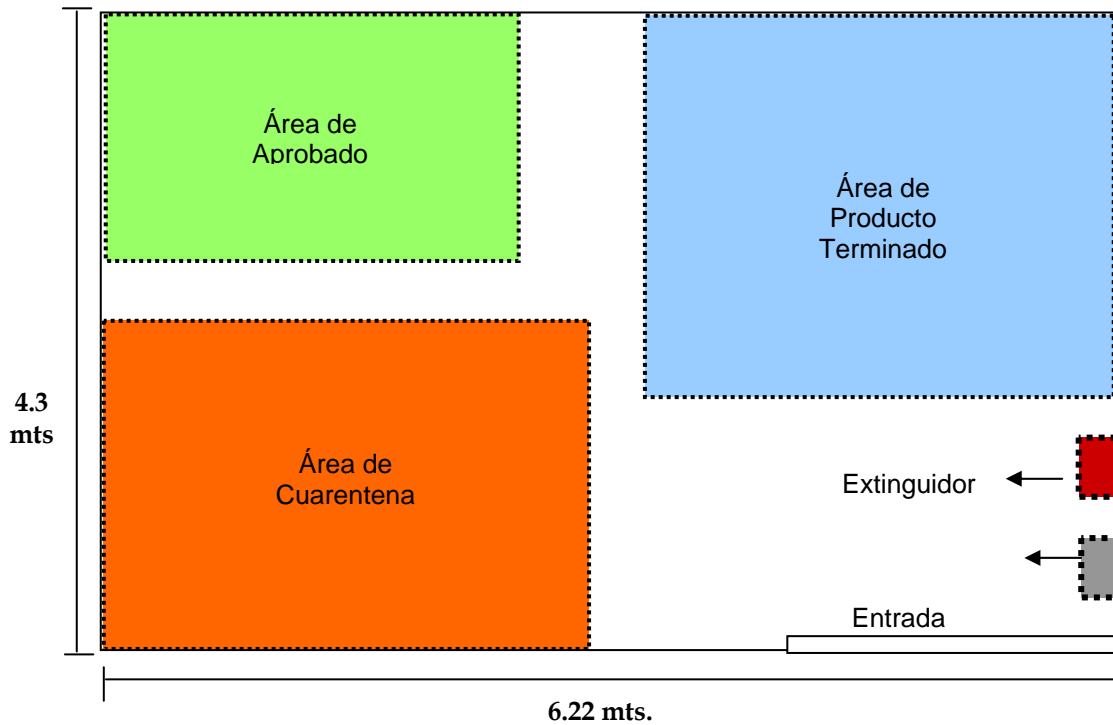 Área de
Aprobado
Área de
Producto
Terminado
4.3
mts
Área de
Cuarentena
Extinguidor
Entrada
6.22 mts.